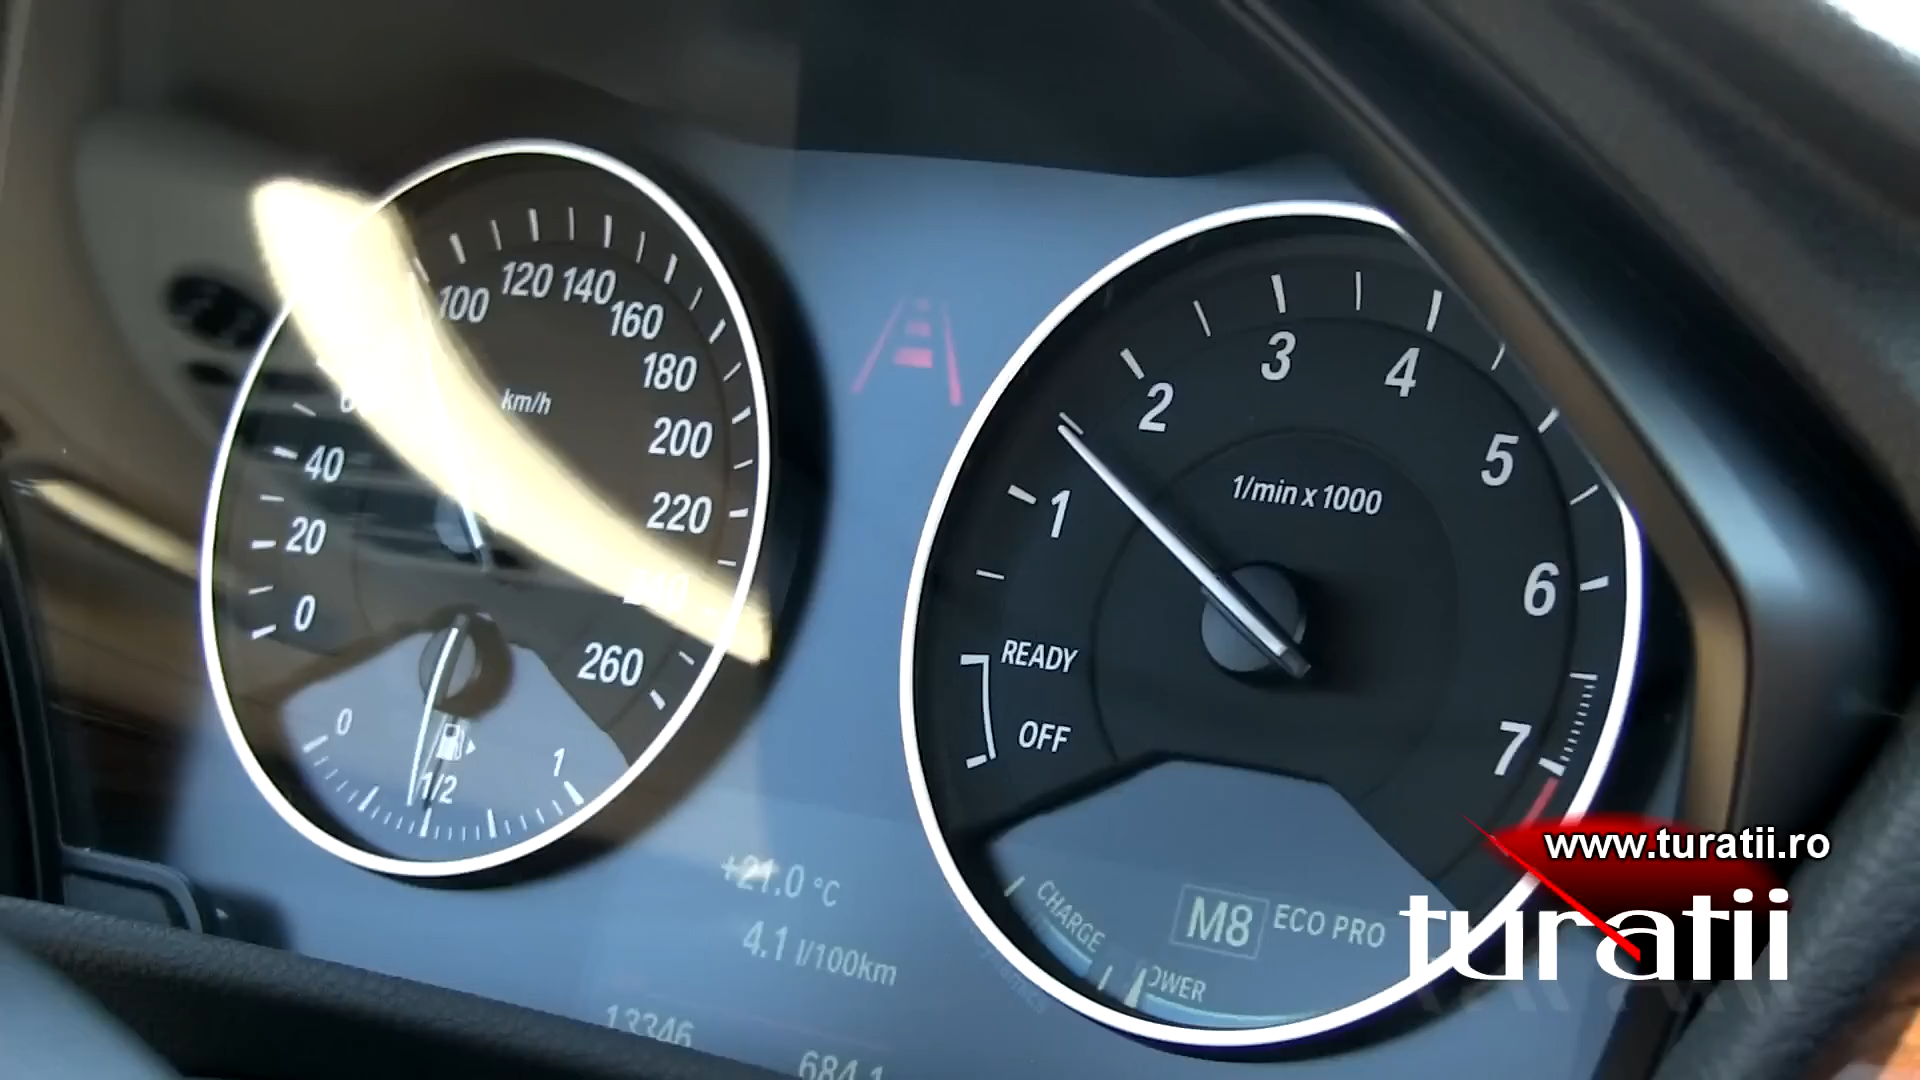 0
20
40
100
120
140
160
180
200
220
260
km/h
0
1/2
1
+21.0 °C
4.1 l/100km
13346
684.1
1
2
3
4
5
6
7
1/min x 1000
READY
OFF
CHARGE
M8 ECO PRO
www.turatii.ro
turatii